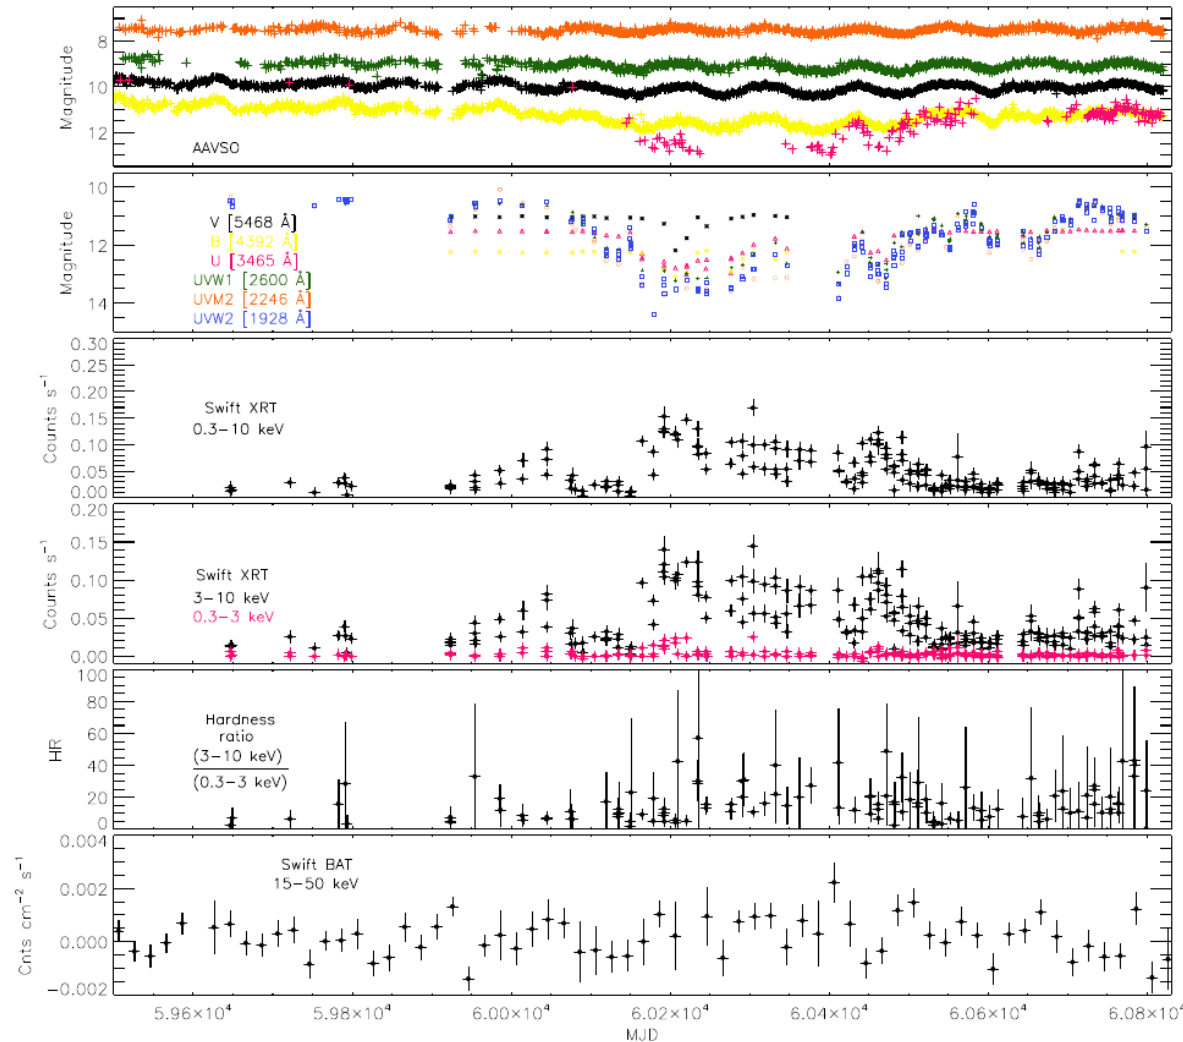 8
10
12
Magnitude
AAVSO
10
12
14
Magnitude
V [5468 Å]
B [4392 Å]
U [3465 Å]
UVW1 [2600 Å]
UVM2 [2246 Å]
UVW2 [1928 Å]
0.30
0.25
0.20
0.15
0.10
0.05
0.00
Counts s⁻¹
Swift XRT
0.3−10 keV
0.20
0.15
0.10
0.05
0.00
Counts s⁻¹
Swift XRT
3−10 keV
0.3−3 keV
100
80
60
40
20
0
HR
Hardness
ratio
(3−10 keV)
(0.3−3 keV)
0.004
0.002
0.000
-0.002
Cnts cm⁻² s⁻¹
Swift BAT
15−50 keV
5.96×10⁴ 5.98×10⁴ 6.00×10⁴ 6.02×10⁴ 6.04×10⁴ 6.06×10⁴ 6.08×10⁴
MJD